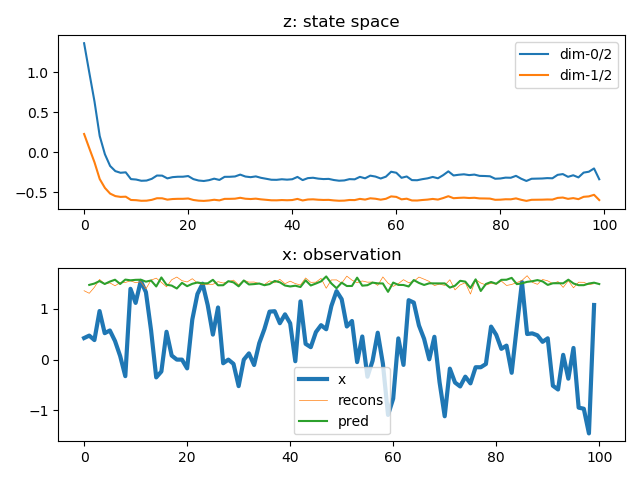 z: state space
1.0
0.5
0.0
−0.5
dim-0/2
dim-1/2
0 20 40 60 80 100
x: observation
1
0
−1
x
recons
pred
0 20 40 60 80 100